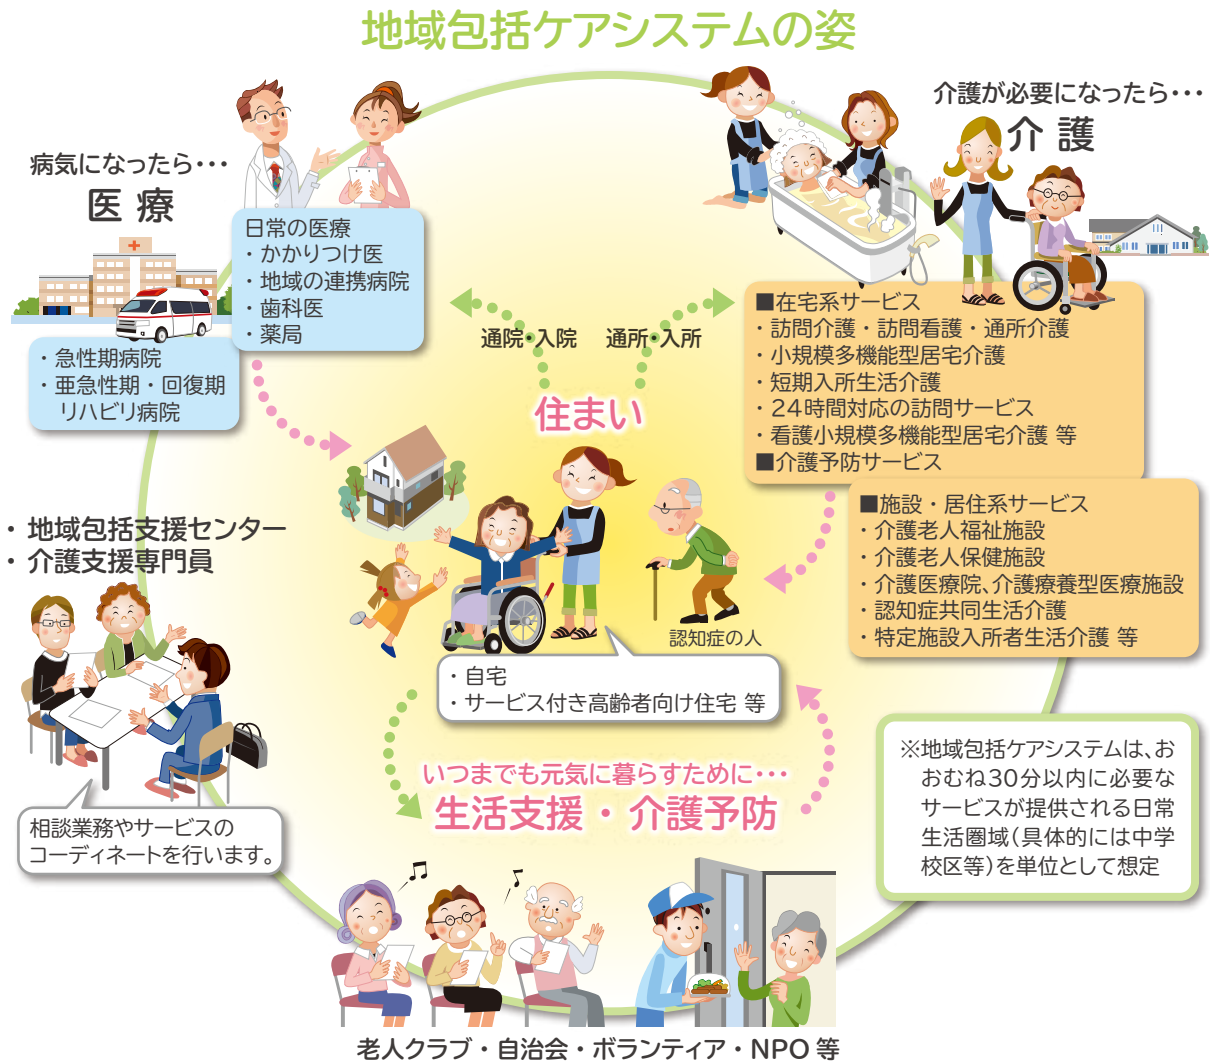 地域包括ケアシステムの姿
病気になったら･･･
医 療
日常の医療
・かかりつけ医
・地域の連携病院
・歯科医
・薬局
・急性期病院
・亜急性期・回復期
リハビリ病院
介護が必要になったら･･･
介 護
■在宅系サービス
・訪問介護・訪問看護・通所介護
・小規模多機能型居宅介護
・短期入所生活介護
・24時間対応の訪問サービス
・看護小規模多機能型居宅介護 等
■介護予防サービス
■施設・居住系サービス
・介護老人福祉施設
・介護老人保健施設
・介護医療院、介護療養型医療施設
・認知症共同生活介護
・特定施設入所者生活介護 等
通院・入院
通所・入所
住まい
認知症の人
・自宅
・サービス付き高齢者向け住宅 等
・地域包括支援センター
・介護支援専門員
相談業務やサービスの
コーディネートを行います。
いつまでも元気に暮らすために･･･
生活支援・介護予防
老人クラブ・自治会・ボランティア・NPO 等
※地域包括ケアシステムは、お
おむね30分以内に必要な
サービスが提供される日常
生活圏域（具体的には中学
校区等）を単位として想定